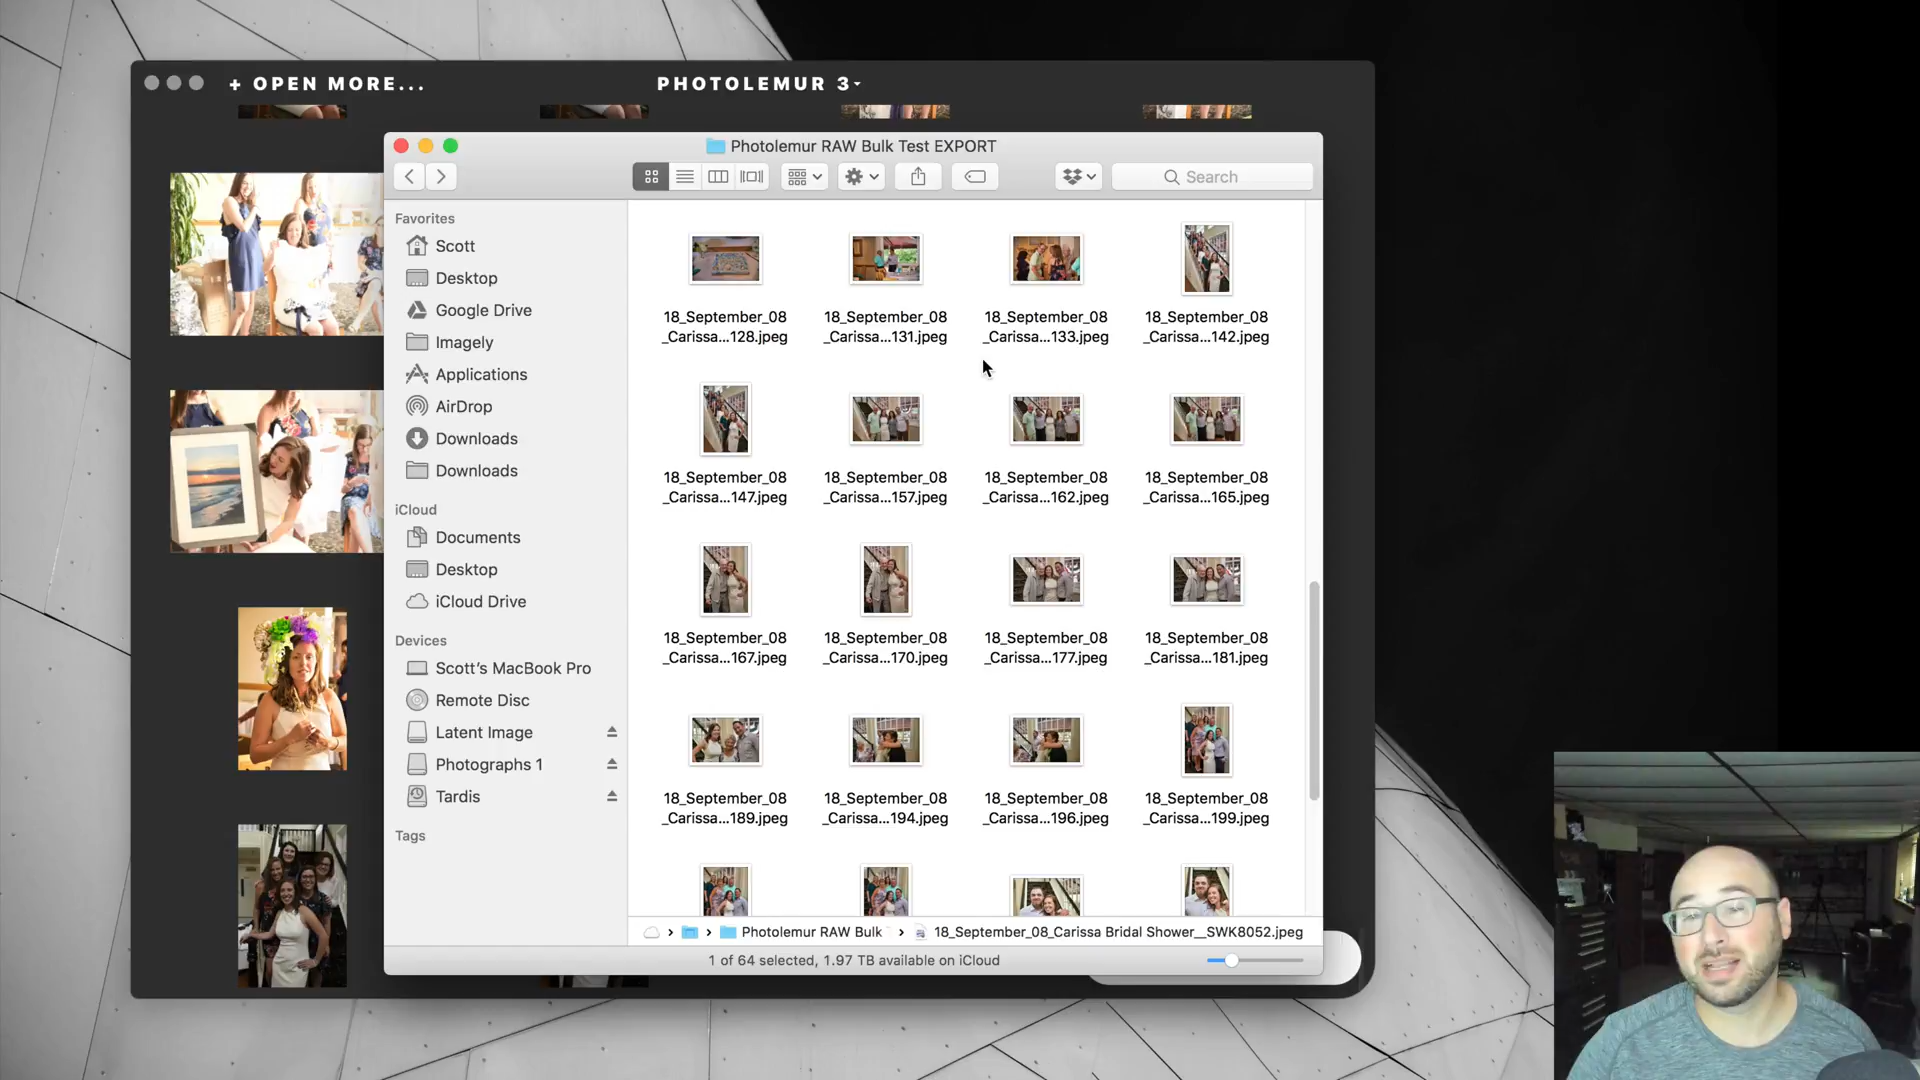 + OPEN MORE...
PHOTOLEMUR 3
Photolemur RAW Bulk Test EXPORT
Search
Favorites
Scott
Desktop
Google Drive
Imagely
Applications
AirDrop
Downloads
Downloads
iCloud
Documents
Desktop
iCloud Drive
Devices
Scott's MacBook Pro
Remote Disc
Latent Image
Photographs 1
Tardis
Tags
18_September_08
_Carissa...128.jpeg
18_September_08
_Carissa...131.jpeg
18_September_08
_Carissa...133.jpeg
18_September_08
_Carissa...142.jpeg
18_September_08
_Carissa...147.jpeg
18_September_08
_Carissa...157.jpeg
18_September_08
_Carissa...162.jpeg
18_September_08
_Carissa...165.jpeg
18_September_08
_Carissa...167.jpeg
18_September_08
_Carissa...170.jpeg
18_September_08
_Carissa...177.jpeg
18_September_08
_Carissa...181.jpeg
18_September_08
_Carissa...189.jpeg
18_September_08
_Carissa...194.jpeg
18_September_08
_Carissa...196.jpeg
18_September_08
_Carissa...199.jpeg
Photolemur RAW Bulk
18_September_08_Carissa Bridal Shower__SWK8052.jpeg
1 of 64 selected, 1.97 TB available on iCloud